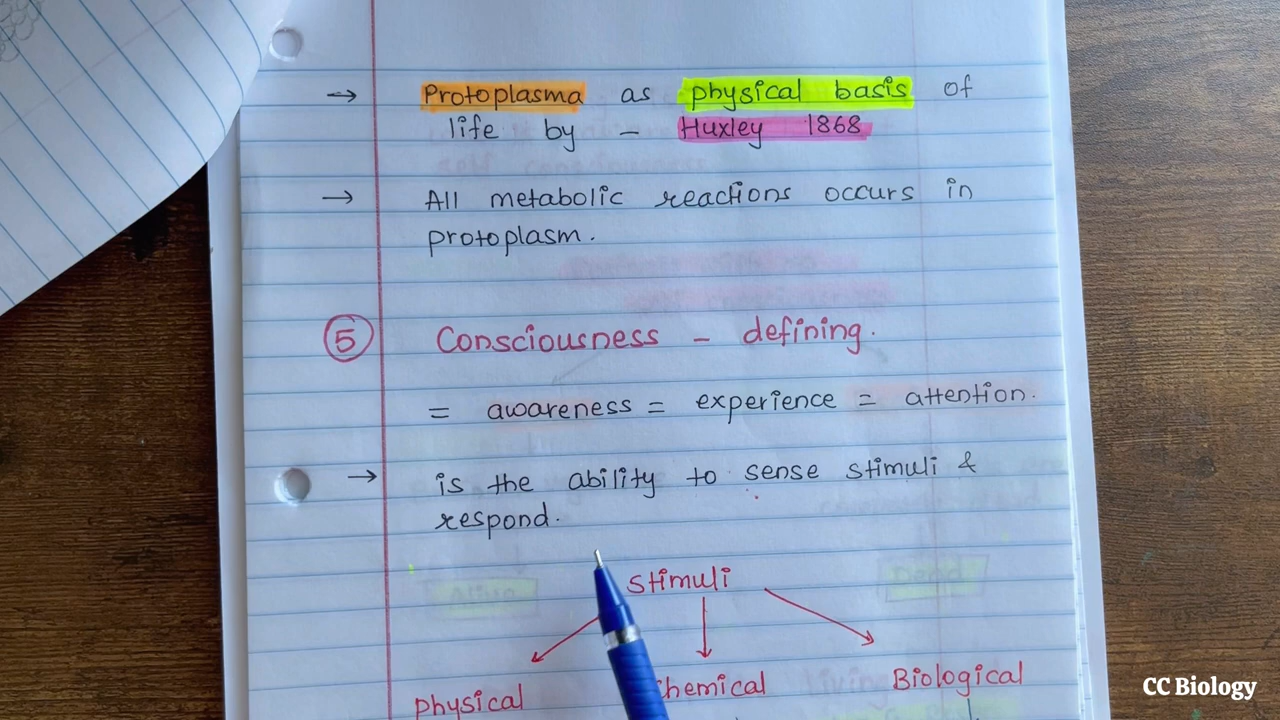 → Protoplasma as physical basis of
life by - Huxley 1868
→ All metabolic reactions occurs in
protoplasm.
⑤ Consciousness - defining.
= awareness = experience = attention.
→ is the ability to sense stimuli &
respond.
Stimuli
Physical Chemical Biological
CC Biology